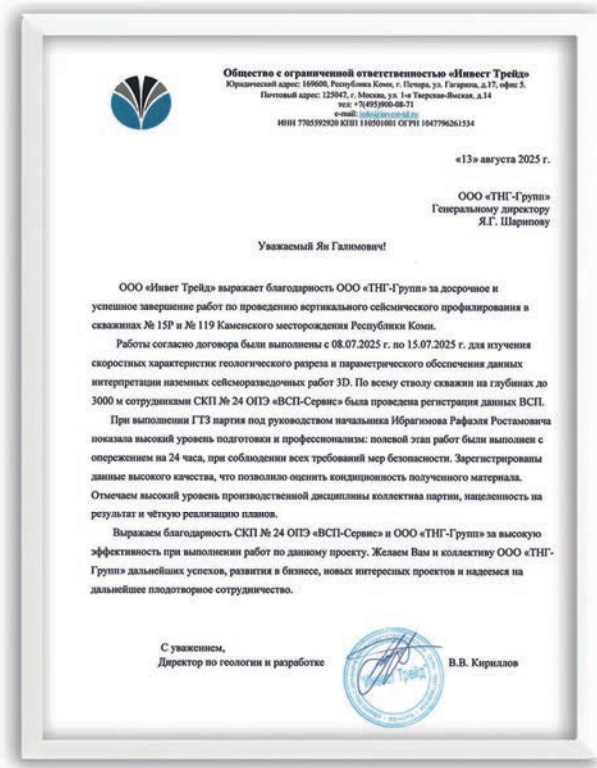 Общество с ограниченной ответственностью «Инвест Трейд»
Юридический адрес: 169600, Республика Коми, г. Печора, ул. Гагарина, д.17, офис 5.
Почтовый адрес: 125047, г. Москва, ул. 1-я Тверская-Ямская, д.14
тел: +7(495)900-08-71
e-mail: info@invest-td.ru
ИНН 7705592920 КПП 110501001 ОГРН 1047796261534
«13» августа 2025 г.
ООО «ТНГ-Групп»
Генеральному директору
Я.Г. Шарипову
Уважаемый Ян Галимович!
ООО «Инвет Трейд» выражает благодарность ООО «ТНГ-Групп» за досрочное и
успешное завершение работ по проведению вертикального сейсмического профилирования в
скважинах № 15Р и № 119 Каменского месторождения Республики Коми.
Работы согласно договора были выполнены с 08.07.2025 г. по 15.07.2025 г. для изучения
скоростных характеристик геологического разреза и параметрического обеспечения данных
интерпретации наземных сейсморазведочных работ 3D. По всему стволу скважин на глубинах до
3000 м сотрудниками СКП № 24 ОПЭ «ВСП-Сервис» была проведена регистрация данных ВСП.
При выполнении ГТЗ партия под руководством начальника Ибрагимова Рафаэля Ростамовича
показала высокий уровень подготовки и профессионализм: полевой этап работ были выполнен с
опережением на 24 часа, при соблюдении всех требований мер безопасности. Зарегистрированы
данные высокого качества, что позволило оценить кондиционность полученного материала.
Отмечаем высокий уровень производственной дисциплины коллектива партии, нацеленность на
результат и чёткую реализацию планов.
Выражаем благодарность СКП № 24 ОПЭ «ВСП-Сервис» и ООО «ТНГ-Групп» за высокую
эффективность при выполнении работ по данному проекту. Желаем Вам и коллективу ООО «ТНГ-
Групп» дальнейших успехов, развития в бизнесе, новых интересных проектов и надеемся на
дальнейшее плодотворное сотрудничество.
С уважением,
Директор по геологии и разработке
В.В. Кириллов
"Инвест Трейд"